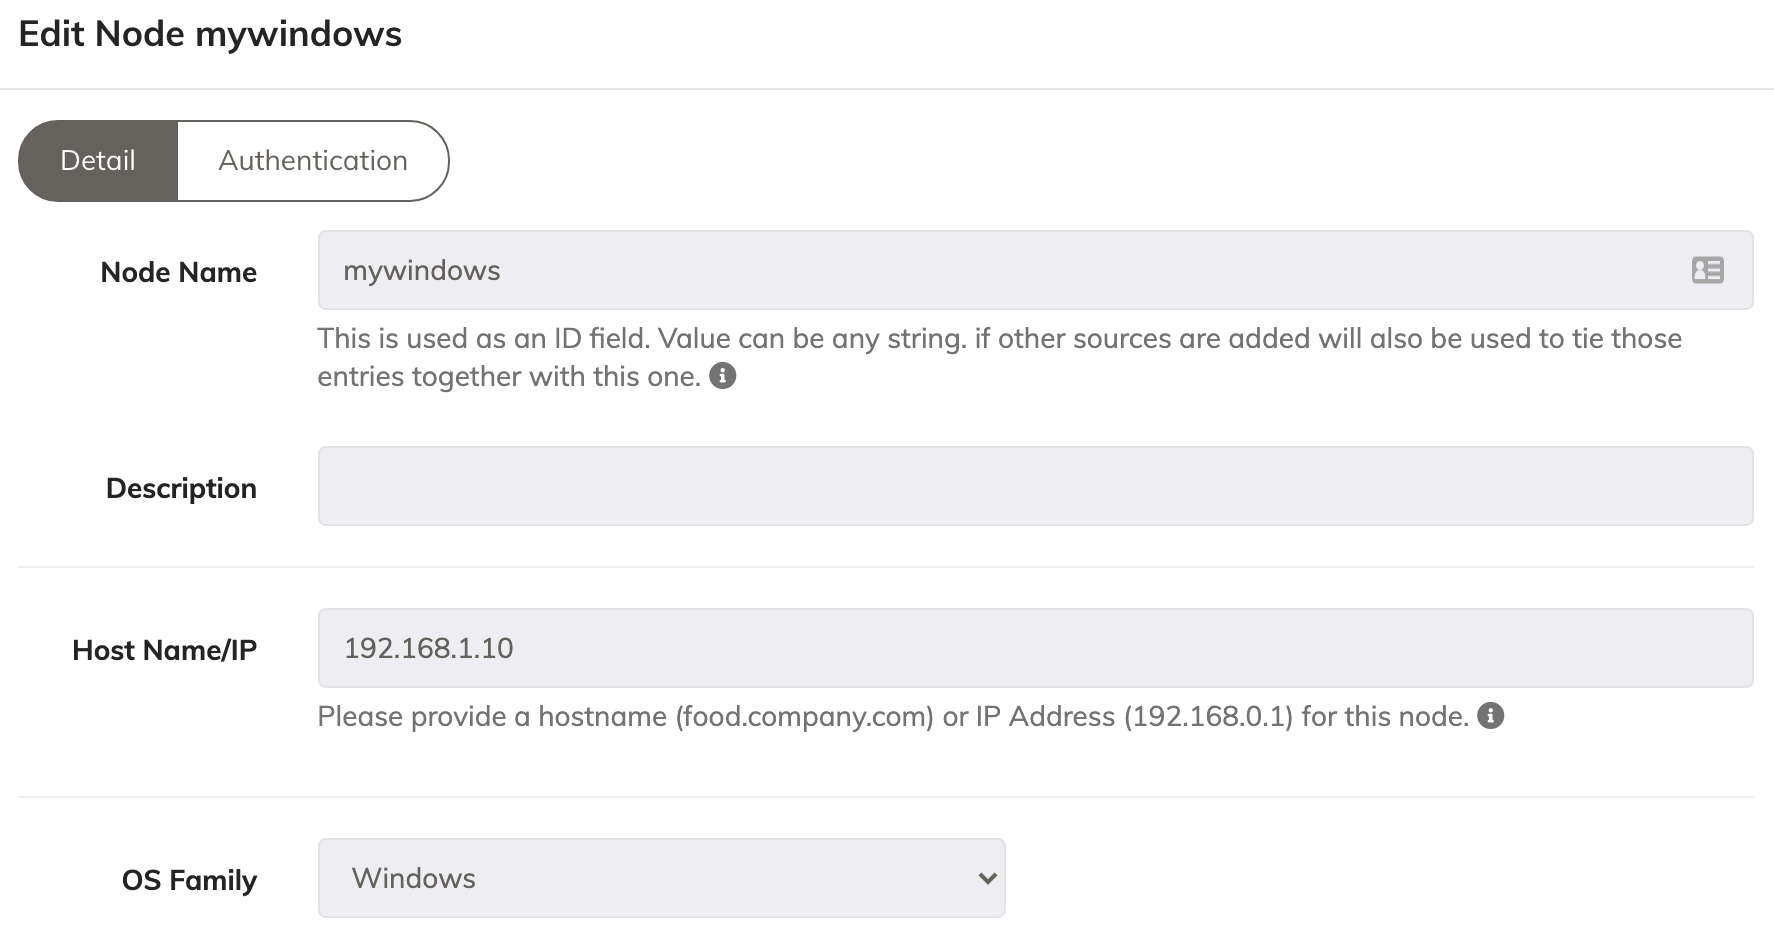 Edit Node mywindows
Detail
Authentication
Node Name
mywindows
This is used as an ID field. Value can be any string. if other sources are added will also be used to tie those
entries together with this one.
Description
Host Name/IP
192.168.1.10
Please provide a hostname (food.company.com) or IP Address (192.168.0.1) for this node.
OS Family
Windows